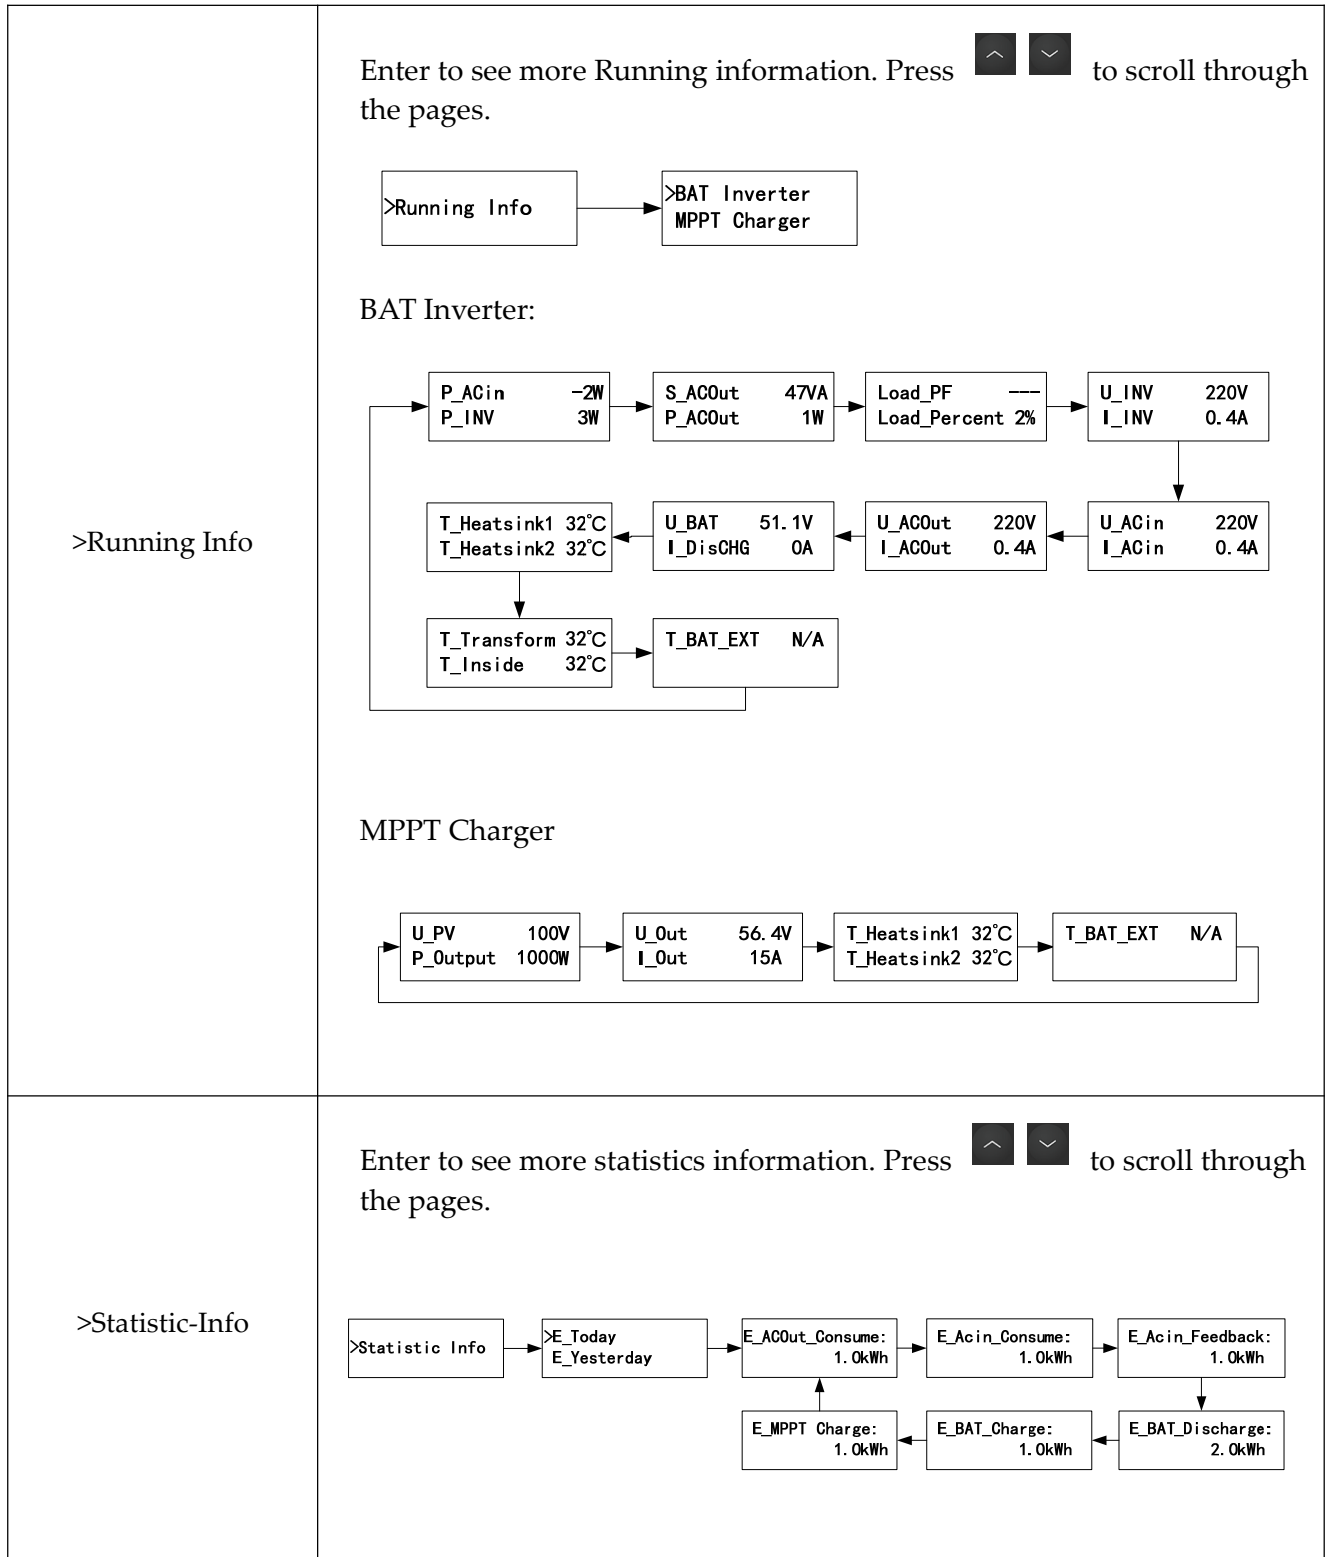 >Running Info
Enter to see more Running information. Press to scroll through
the pages.
>Running Info
>BAT Inverter
MPPT Charger
BAT Inverter:
P_ACin -2W
P_INV 3W
S_ACOut 47VA
P_ACOut 1W
Load_PF ---
Load_Percent 2%
U_INV 220V
I_INV 0.4A
U_ACin 220V
I_ACin 0.4A
U_ACOut 220V
I_ACOut 0.4A
U_BAT 51.1V
I_DisCHG 0A
T_Heatsink1 32°C
T_Heatsink2 32°C
T_Transform 32°C
T_Inside 32°C
T_BAT_EXT N/A
MPPT Charger
U_PV 100V
P_Output 1000W
U_Out 56.4V
I_Out 15A
T_Heatsink1 32°C
T_Heatsink2 32°C
T_BAT_EXT N/A
>Statistic-Info
Enter to see more statistics information. Press to scroll through
the pages.
>Statistic Info
>E_Today
E_Yesterday
E_ACOut_Consume:
1.0kWh
E_Acin_Consume:
1.0kWh
E_Acin_Feedback:
1.0kWh
E_BAT_Discharge:
2.0kWh
E_BAT_Charge:
1.0kWh
E_MPPT Charge:
1.0kWh